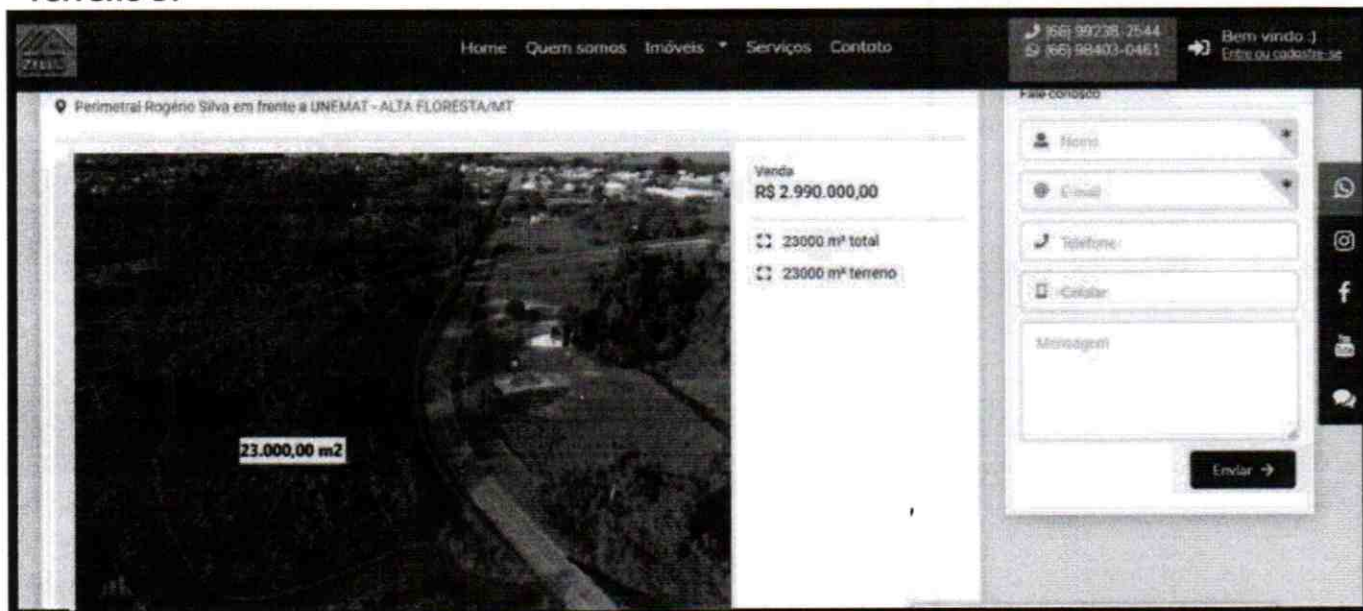 Home Quem somos Imóveis Serviços Contato
(66) 99238-2544
(66) 98403-0461
Bem vindo :)
Entre ou cadastre-se
Perimetral Rogério Silva em frente a UNEMAT - ALTA FLORESTA/MT
Venda
R$ 2.990.000,00
23000 m² total
23000 m² terreno
23.000,00 m2
Fale conosco
Nome
*
E-mail
*
Telefone
Celular
Mensagem
Enviar